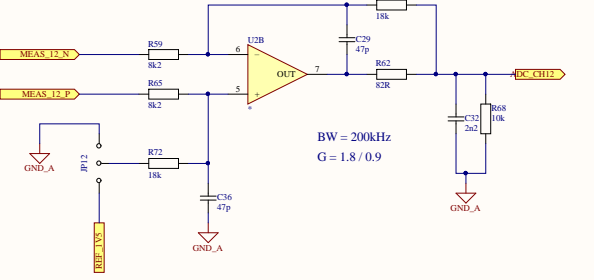 18k
C29
47p
U2B
R59
MEAS_12_N
8k2
6
-
OUT
7
R62
82R
ADC_CH12
R65
MEAS_12_P
8k2
5
+
*
C32
2n2
R68
10k
BW = 200kHz
G = 1.8 / 0.9
R72
18k
JP12
GND_A
C36
47p
GND_A
GND_A
REF_1V5